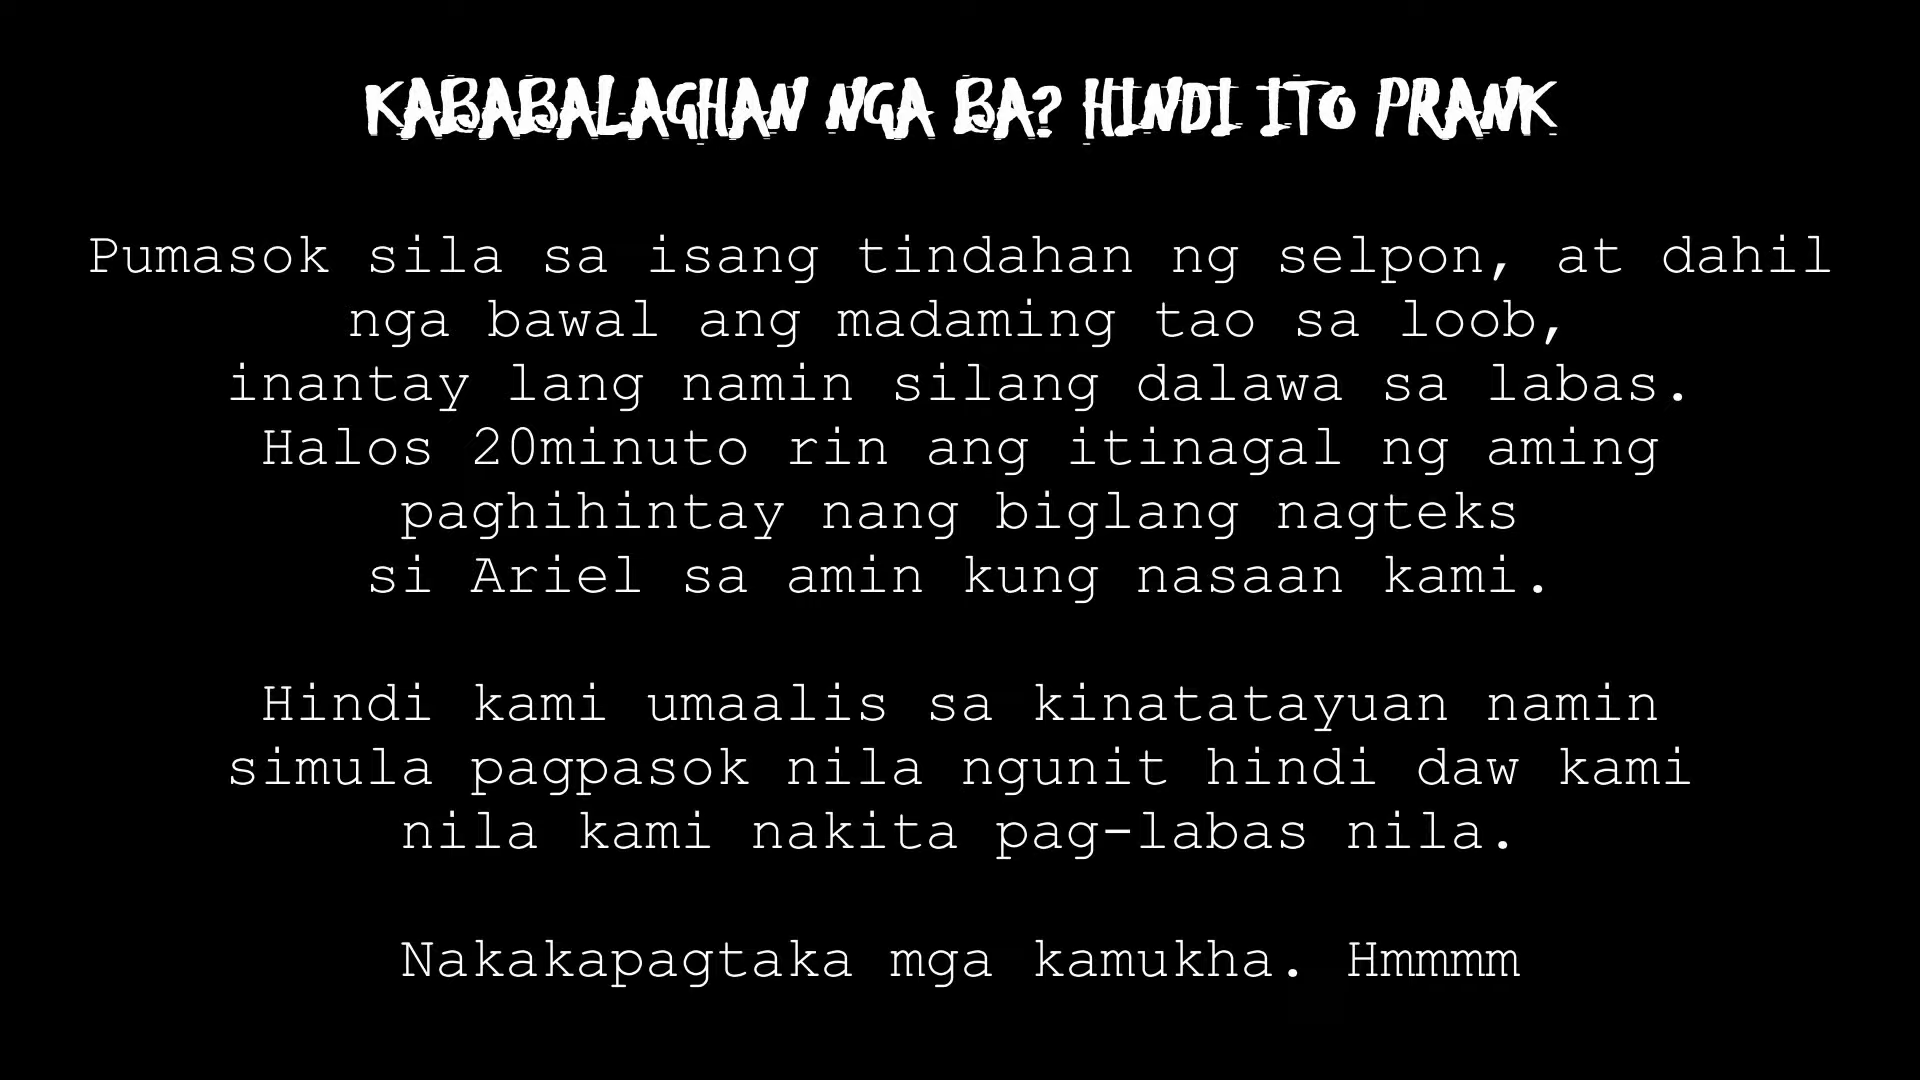 KABABALAGHAN NGA BA? HINDI ITO PRANK
Pumasok sila sa isang tindahan ng selpon, at dahil
nga bawal ang madaming tao sa loob,
inantay lang namin silang dalawa sa labas.
Halos 20minuto rin ang itinagal ng aming
paghihintay nang biglang nagteks
si Ariel sa amin kung nasaan kami.
Hindi kami umaalis sa kinatatayuan namin
simula pagpasok nila ngunit hindi daw kami
nila kami nakita pag-labas nila.
Nakakapagtaka mga kamukha. Hmmmm